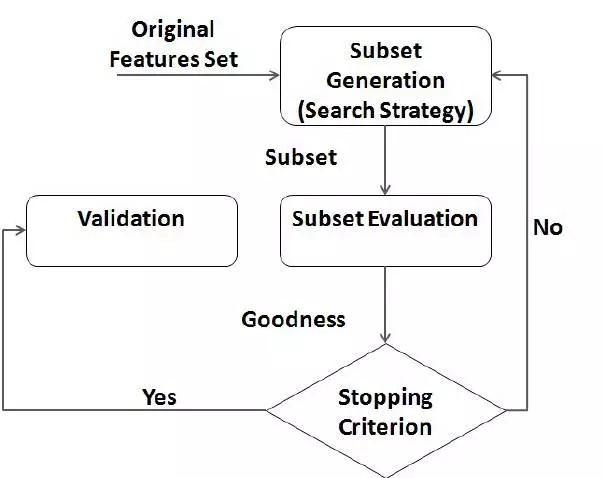 Original
Features Set
Subset
Generation
(Search Strategy)
Subset
Validation
Subset Evaluation
No
Goodness
Yes
Stopping
Criterion